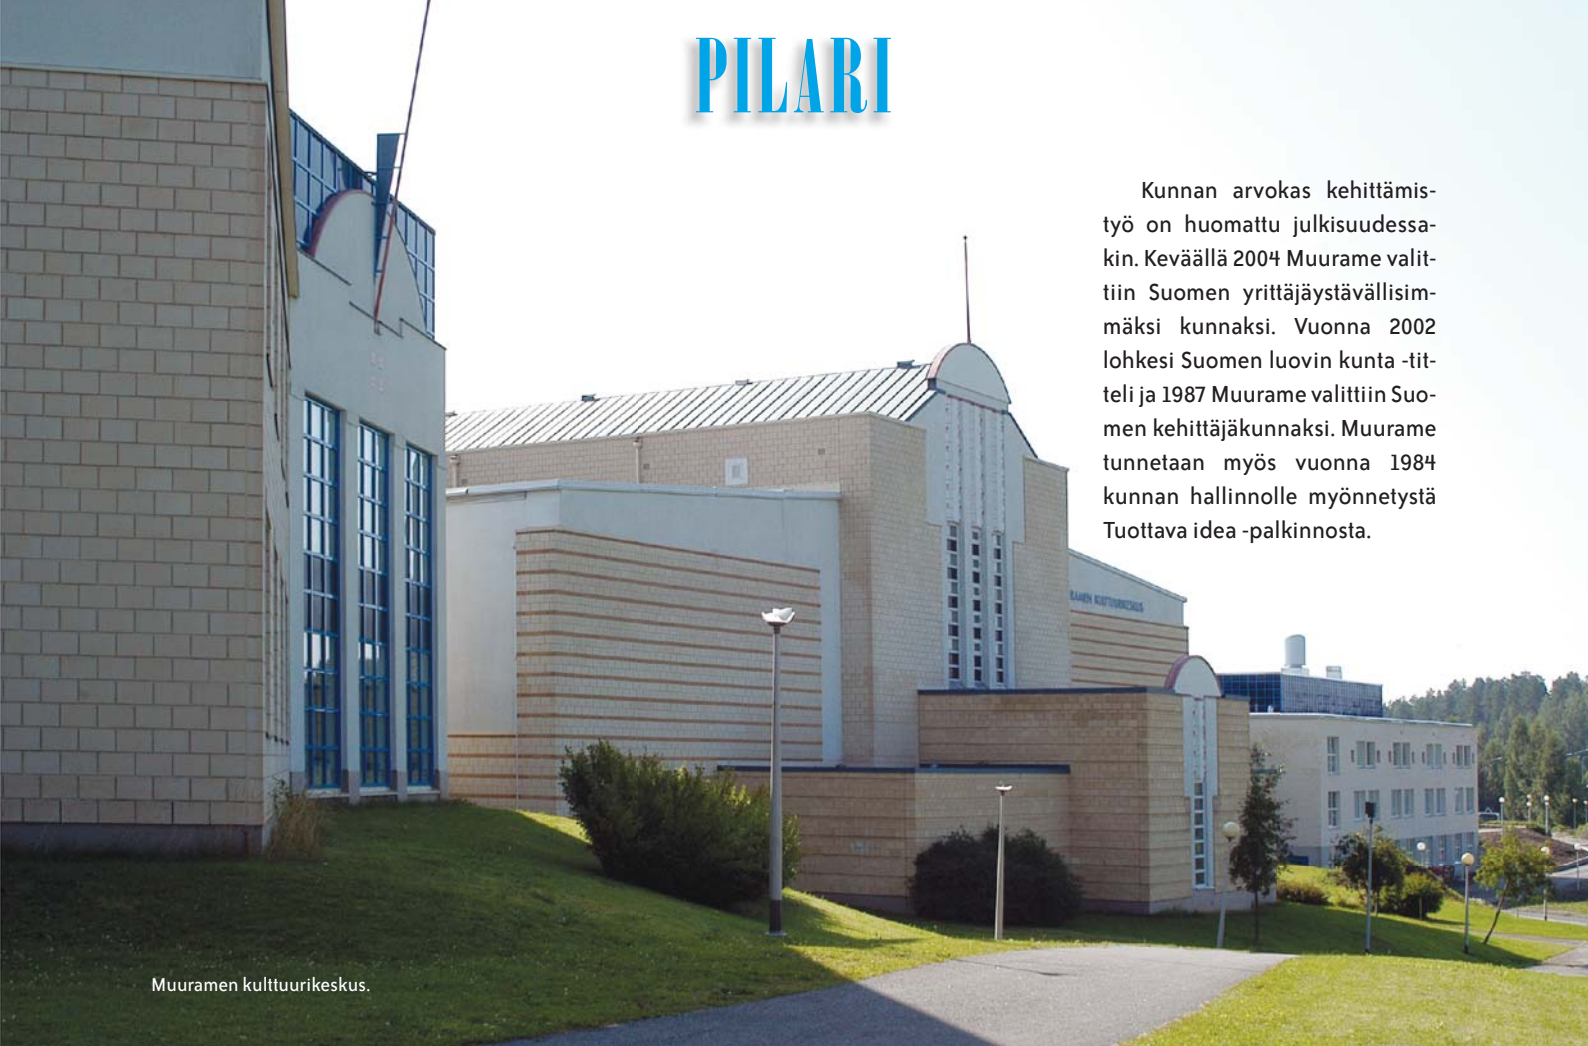 PILARI
Kunnan arvokas kehittämis-
työ on huomattu julkisuudessa-
kin. Keväällä 2004 Muurame valit-
tiin Suomen yrittäjäystävällisim-
mäksi kunnaksi. Vuonna 2002
lohkesi Suomen luovin kunta -tit-
teli ja 1987 Muurame valittiin Suo-
men kehittäjäkunnaksi. Muurame
tunnetaan myös vuonna 1984
kunnan hallinnolle myönnetystä
Tuottava idea -palkinnosta.
KULTTUURIKESKUS
Muuramen kulttuurikeskus.